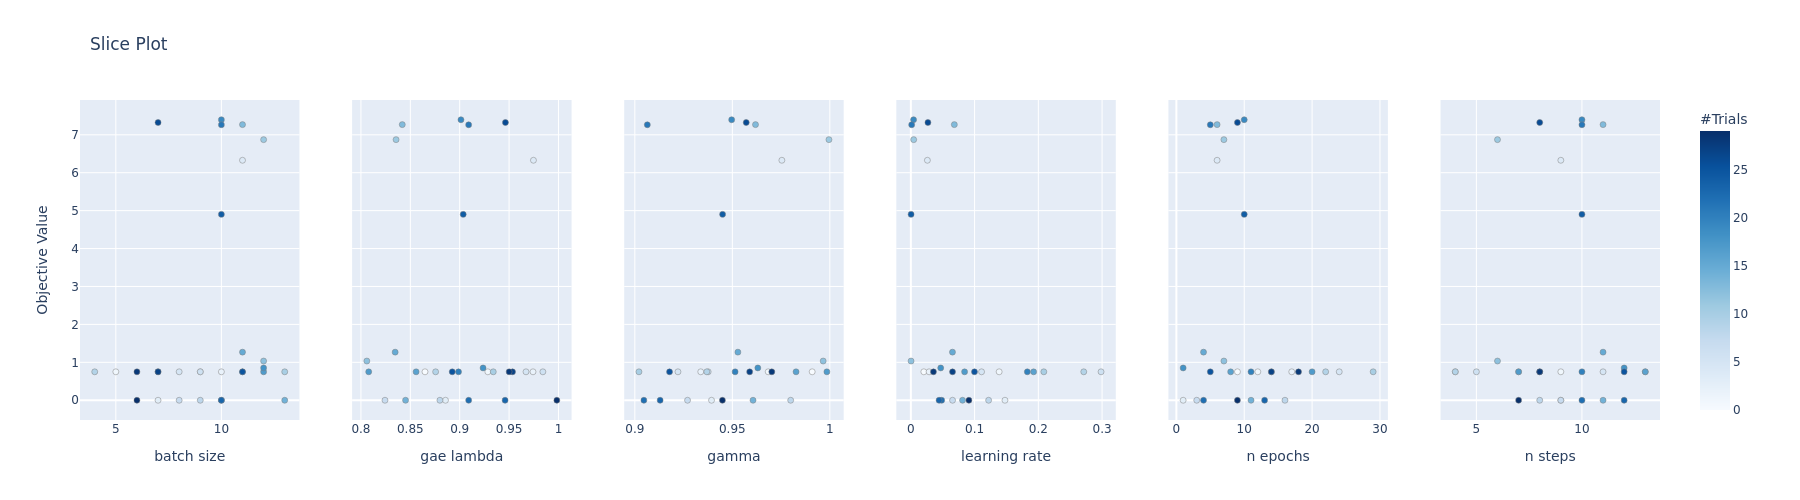 Slice Plot
Objective Value
7
6
5
4
3
2
1
0
5 10
batch size
0.8 0.85 0.9 0.95 1
gae lambda
0.9 0.95 1
gamma
0 0.1 0.2 0.3
learning rate
0 10 20 30
n epochs
5 10
n steps
#Trials
25
20
15
10
5
0